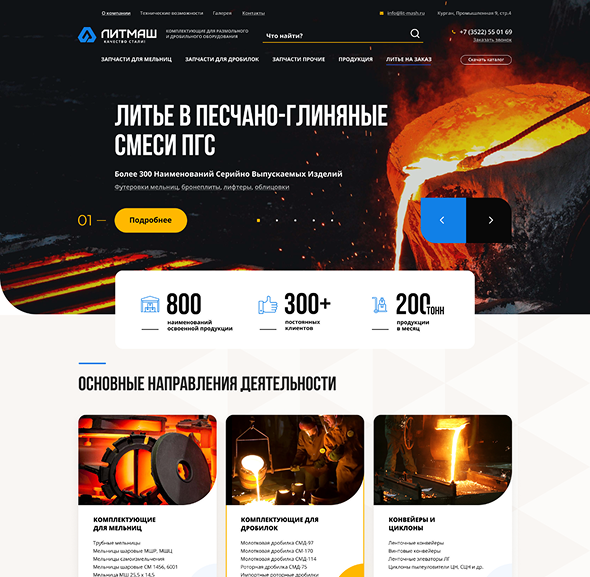 О компании Технические возможности Галерея Контакты info@lit-mash.ru Курган, Промышленная 9, стр.4
ЛИТМАШ
КАЧЕСТВО СТАЛИ!
КОМПЛЕКТУЮЩИЕ ДЛЯ РАЗМОЛЬНОГО
И ДРОБИЛЬНОГО ОБОРУДОВАНИЯ
Что найти?
+7 (3522) 55 01 69
Заказать звонок
ЗАПЧАСТИ ДЛЯ МЕЛЬНИЦ ЗАПЧАСТИ ДЛЯ ДРОБИЛОК ЗАПЧАСТИ ПРОЧИЕ ПРОДУКЦИЯ ЛИТЬЕ НА ЗАКАЗ Скачать каталог
ЛИТЬЕ В ПЕСЧАНО-ГЛИНЯНЫЕ
СМЕСИ ПГС
Более 300 Наименований Серийно Выпускаемых Изделий
Футеровки мельниц, бронеплиты, лифтеры, облицовки
01 Подробнее
800
наименований
освоенной продукции
300+
постоянных
клиентов
200 ТОНН
продукции
в месяц
ОСНОВНЫЕ НАПРАВЛЕНИЯ ДЕЯТЕЛЬНОСТИ
КОМПЛЕКТУЮЩИЕ
ДЛЯ МЕЛЬНИЦ
Трубные мельницы
Мельницы шаровые МШР, МШЦ
Мельницы самоизмельчения
Мельницы шаровые СМ 1456, 6001
Мельница МШ 25,5 х 14,5
КОМПЛЕКТУЮЩИЕ ДЛЯ
ДРОБИЛОК
Молотковая дробилка СМД-97
Молотковая дробилка СМ-170
Молотковая дробилка СМД-114
Роторная дробилка СМД-75
Импортные роторные дробилки
КОНВЕЙЕРЫ И
ЦИКЛОНЫ
Ленточные конвейеры
Винтовые конвейеры
Ленточные элеваторы ЛГ
Циклоны пылеуловители ЦН, СЦН и др.